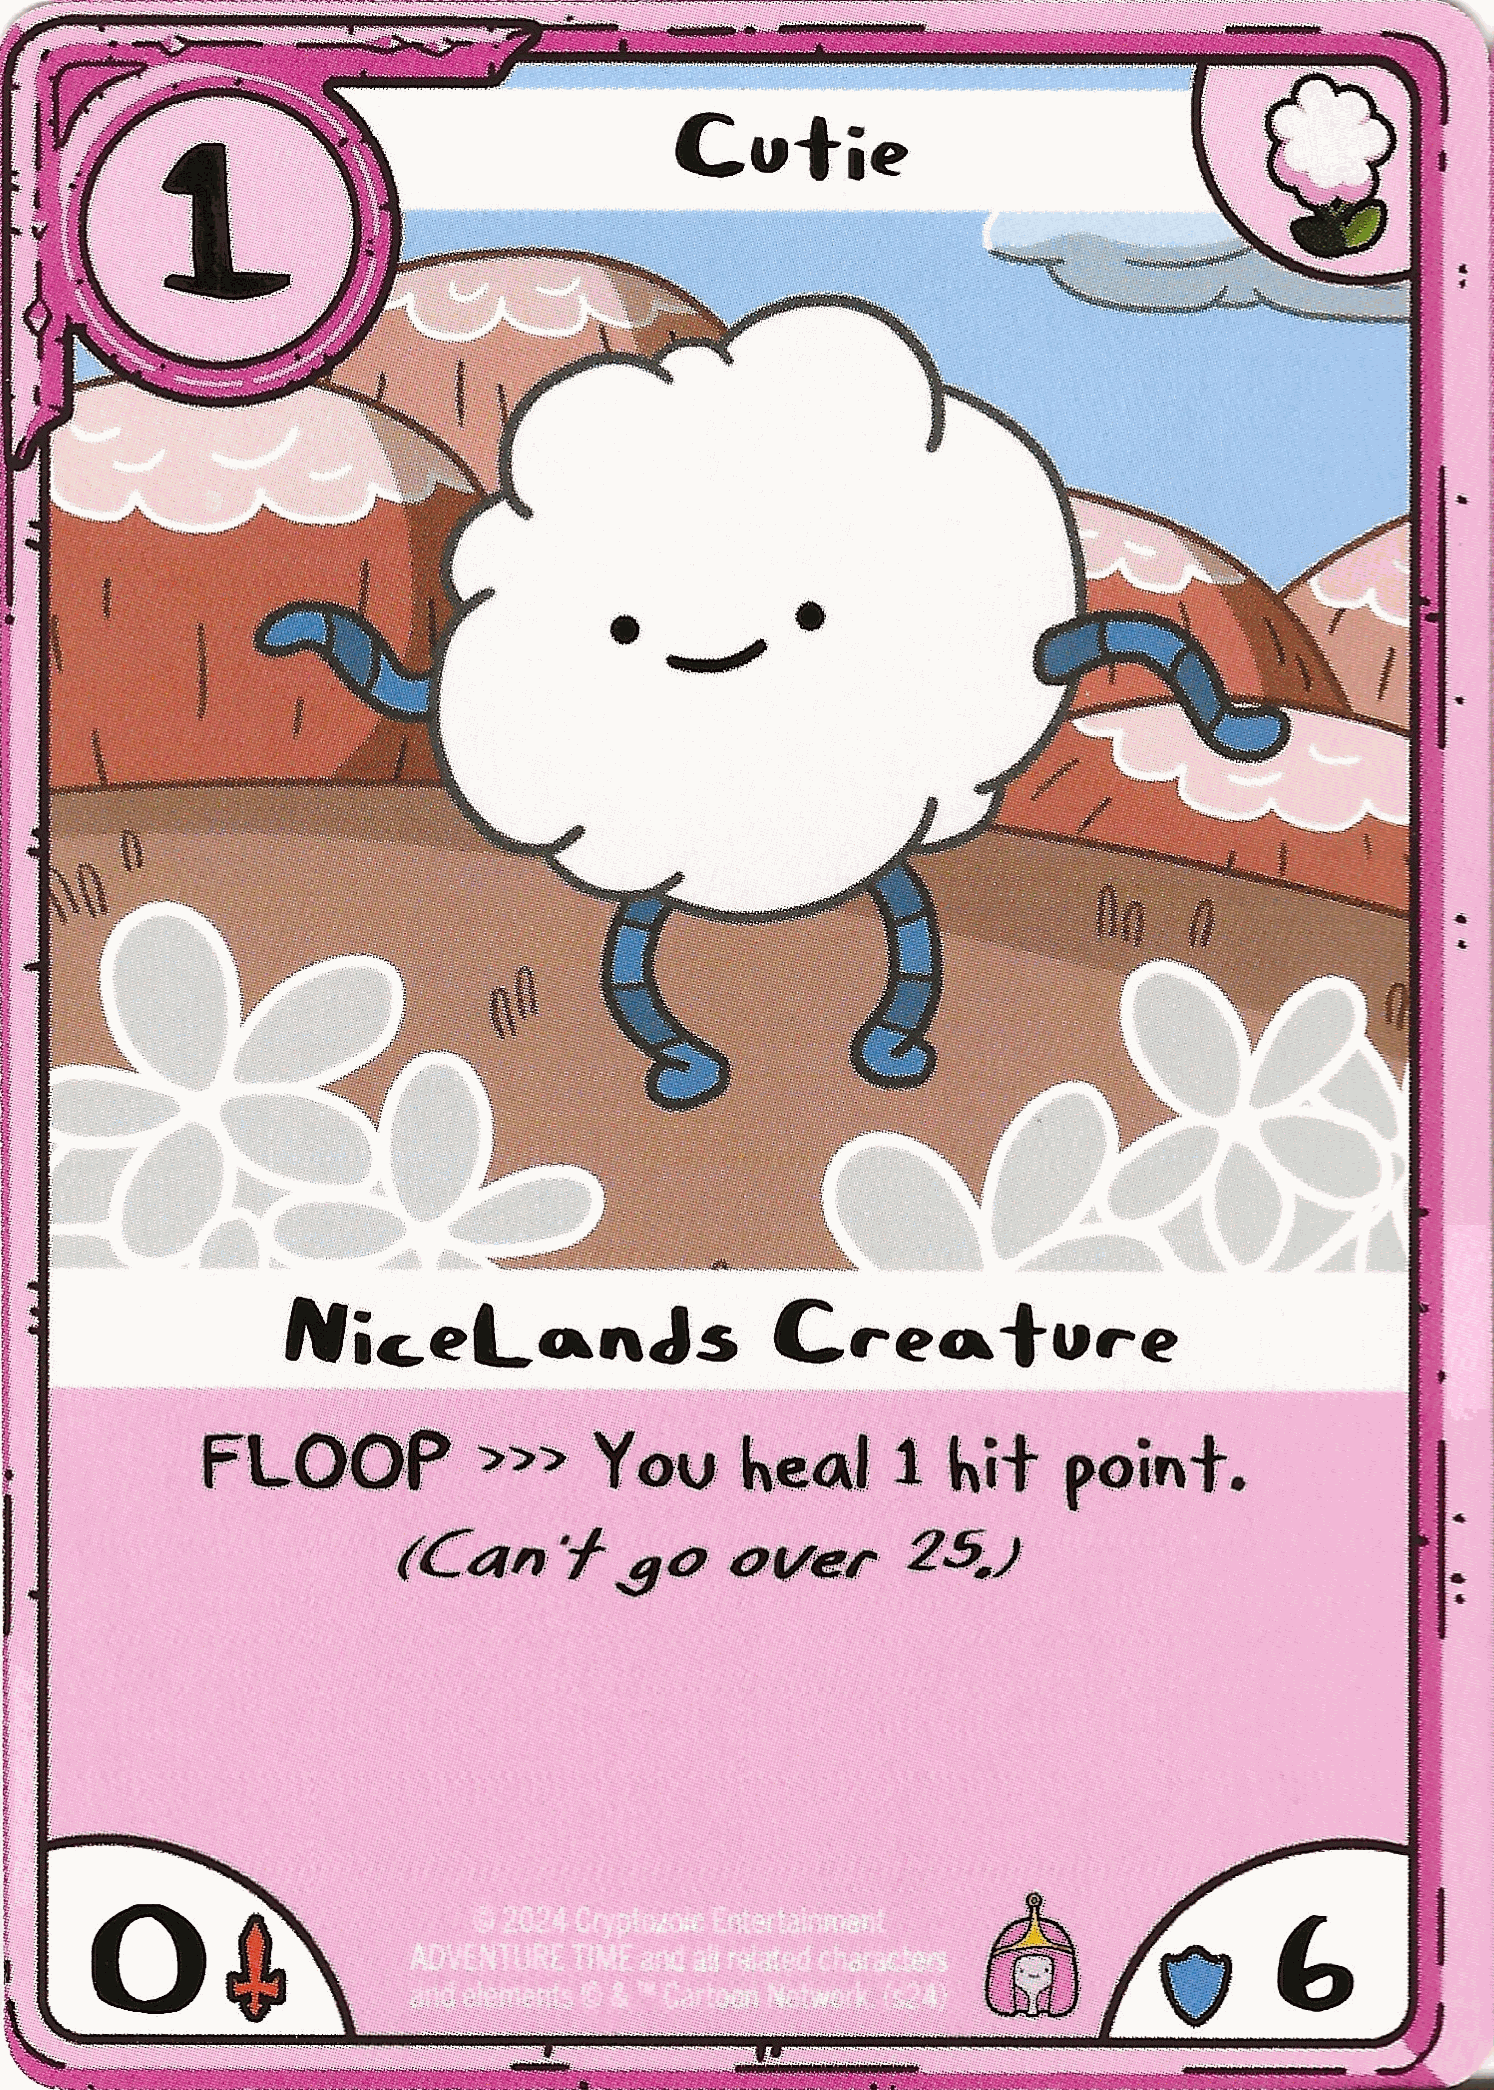 1
Cutie
NiceLands Creature
FLOOP >>> You heal 1 hit point.
(Can't go over 25.)
0
© 2024 Cryptozoic Entertainment
ADVENTURE TIME and all related characters
and elements © & ™ Cartoon Network. (s24)
6